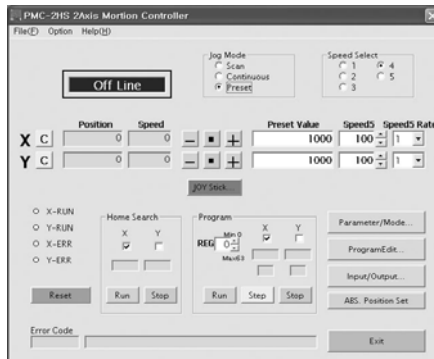 PMC-2HS 2Axis Mortion Controller
File(F) Option Help(H)
Jog Mode
Scan
Continuous
Preset
Speed Select
1 4
2 5
3
Off Line
Position Speed Preset Value Speed5 Speed5 Rate
X C 0 0 1000 100 1
Y C 0 0 1000 100 1
JOY Stick...
X-RUN
Y-RUN
X-ERR
Y-ERR
Reset
Home Search
X Y
Run Stop
Program
REG Min 0 0 Max63
X Y
Run Step Stop
Parameter/Mode...
ProgramEdit...
Input/Output...
ABS. Position Set
Error Code
Exit